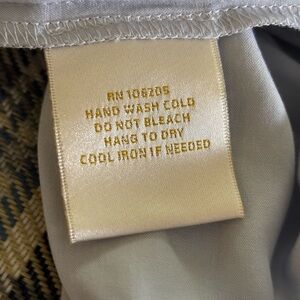 RN 106205
HAND WASH COLD
DO NOT BLEACH
HANG TO DRY
COOL IRON IF NEEDED